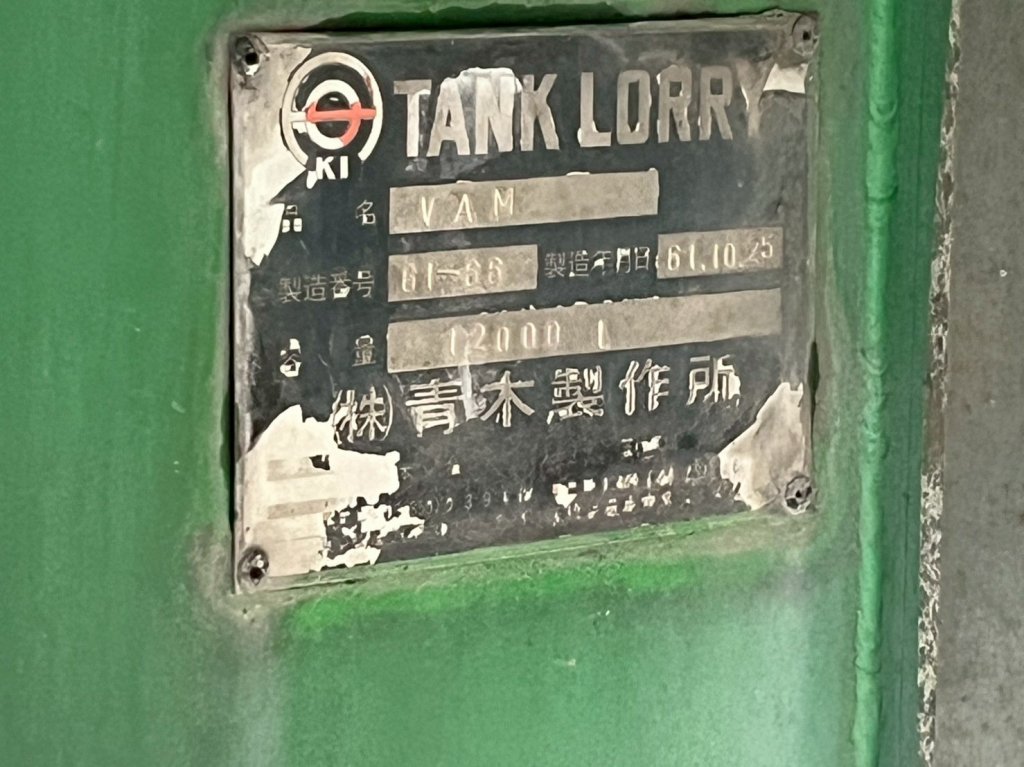 KI
TANK LORRY
品 名 VAM
製造番号 61-66 製造年月日 61.10.25
容 量 12000 L
(株)青木製作所